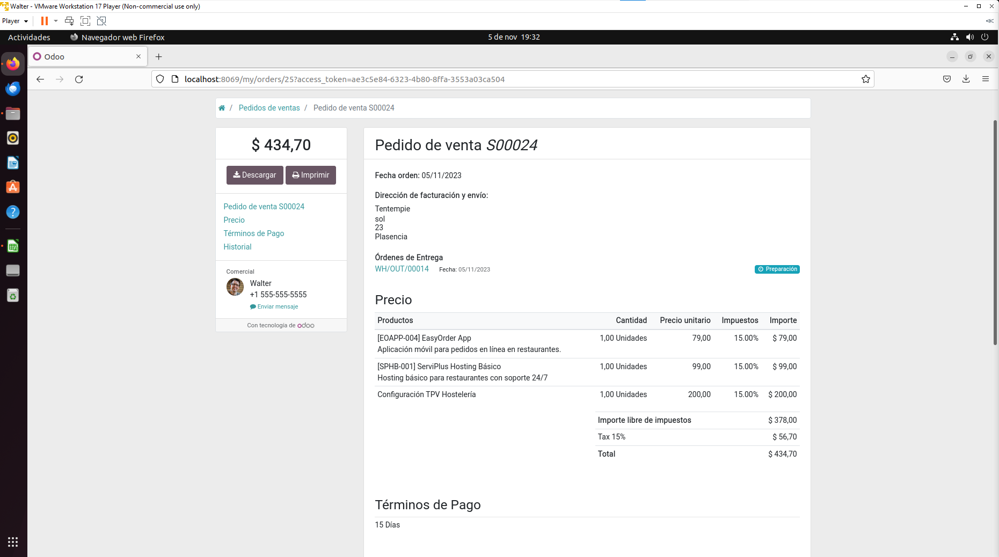 Walter - VMware Workstation 17 Player (Non-commercial use only)
Player
Actividades
Navegador web Firefox
5 de nov 19:32
Odoo
localhost:8069/my/orders/25?access_token=ae3c5e84-6323-4b80-8ffa-3553a03ca504
/ Pedidos de ventas / Pedido de venta S00024
$ 434,70
Descargar
Imprimir
Pedido de venta S00024
Precio
Términos de Pago
Historial
Comercial
Walter
+1 555-555-5555
Enviar mensaje
Con tecnología de odoo
Pedido de venta S00024
Fecha orden: 05/11/2023
Dirección de facturación y envío:
Tentempie
sol
23
Plasencia
Órdenes de Entrega
WH/OUT/00014 Fecha: 05/11/2023 Preparación
Precio
Productos Cantidad Precio unitario Impuestos Importe
[EOAPP-004] EasyOrder App 1,00 Unidades 79,00 15.00% $ 79,00
Aplicación móvil para pedidos en línea en restaurantes.
[SPHB-001] ServiPlus Hosting Básico 1,00 Unidades 99,00 15.00% $ 99,00
Hosting básico para restaurantes con soporte 24/7
Configuración TPV Hostelería 1,00 Unidades 200,00 15.00% $ 200,00
Importe libre de impuestos $ 378,00
Tax 15% $ 56,70
Total $ 434,70
Términos de Pago
15 Días